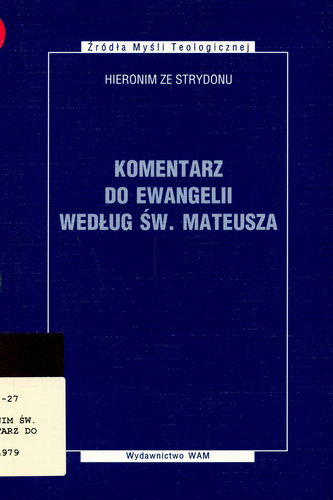 Źródła Myśli Teologicznej
HIERONIM ZE STRYDONU
KOMENTARZ
DO EWANGELII
WEDŁUG ŚW. MATEUSZA
-27
NIM ŚW.
TARZ DO
1979
Wydawnictwo WAM